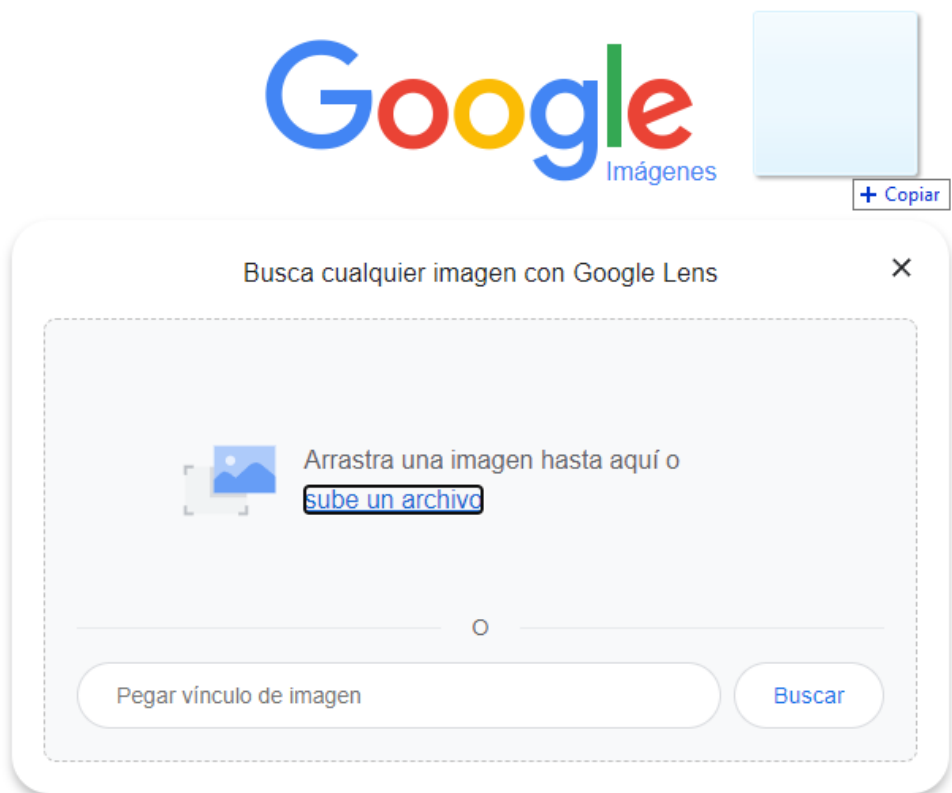 Google
Imágenes
+ Copiar
Busca cualquier imagen con Google Lens
Arrastra una imagen hasta aquí o
sube un archivo
O
Pegar vínculo de imagen
Buscar